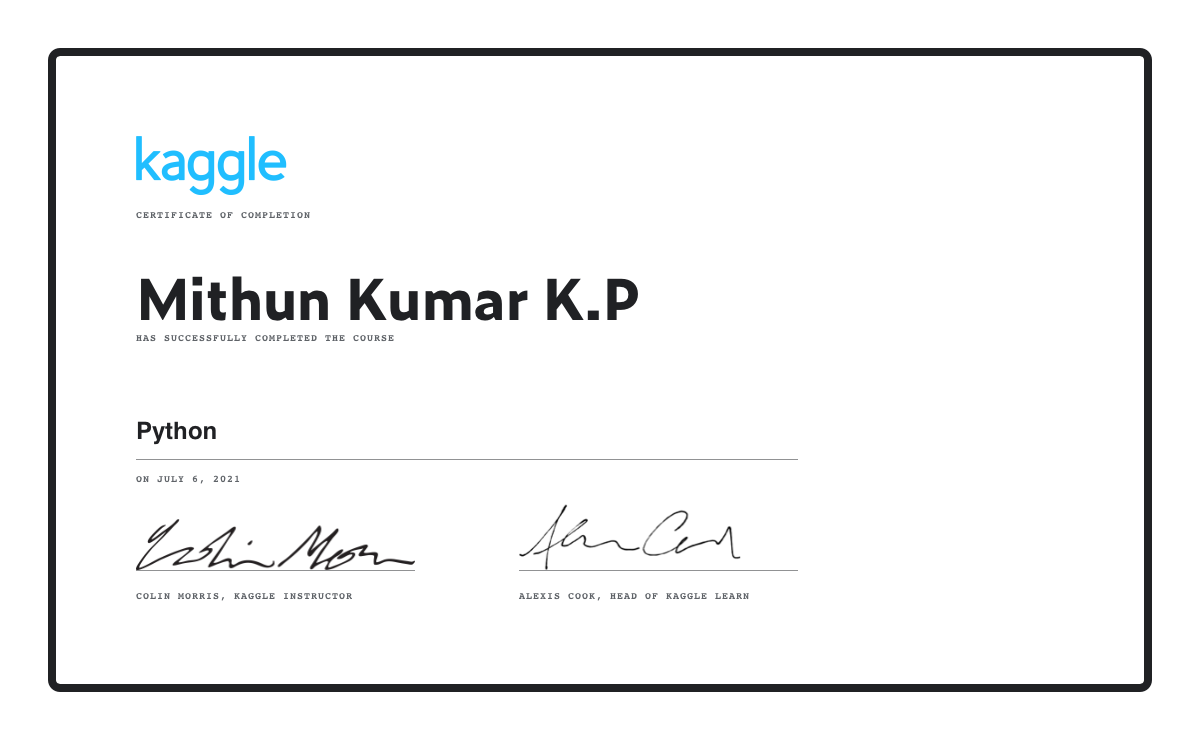 kaggle
CERTIFICATE OF COMPLETION
Mithun Kumar K.P
HAS SUCCESSFULLY COMPLETED THE COURSE
Python
ON JULY 6, 2021
Colin Morris
Alexis Cook
COLIN MORRIS, KAGGLE INSTRUCTOR
ALEXIS COOK, HEAD OF KAGGLE LEARN